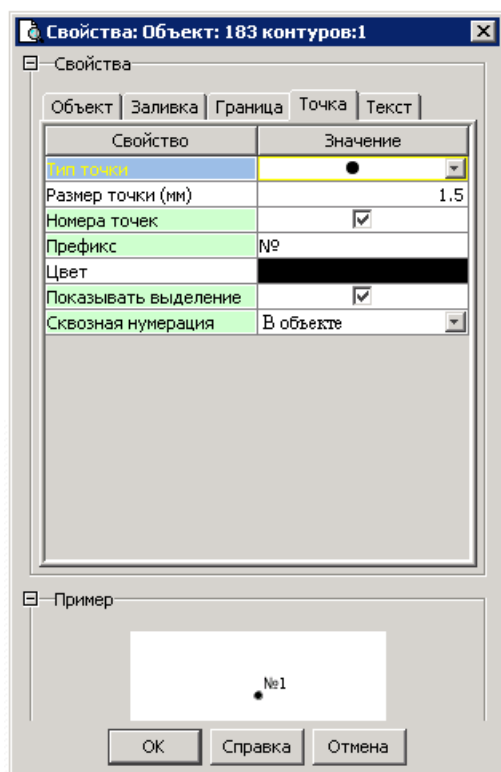 Свойства: Объект: 183 контуров:1
Свойства
Объект Заливка Граница Точка Текст
Свойство Значение
Тип точки
Размер точки (мм) 1.5
Номера точек
Префикс №
Цвет
Показывать выделение
Сквозная нумерация В объекте
Пример
№1
OK Справка Отмена